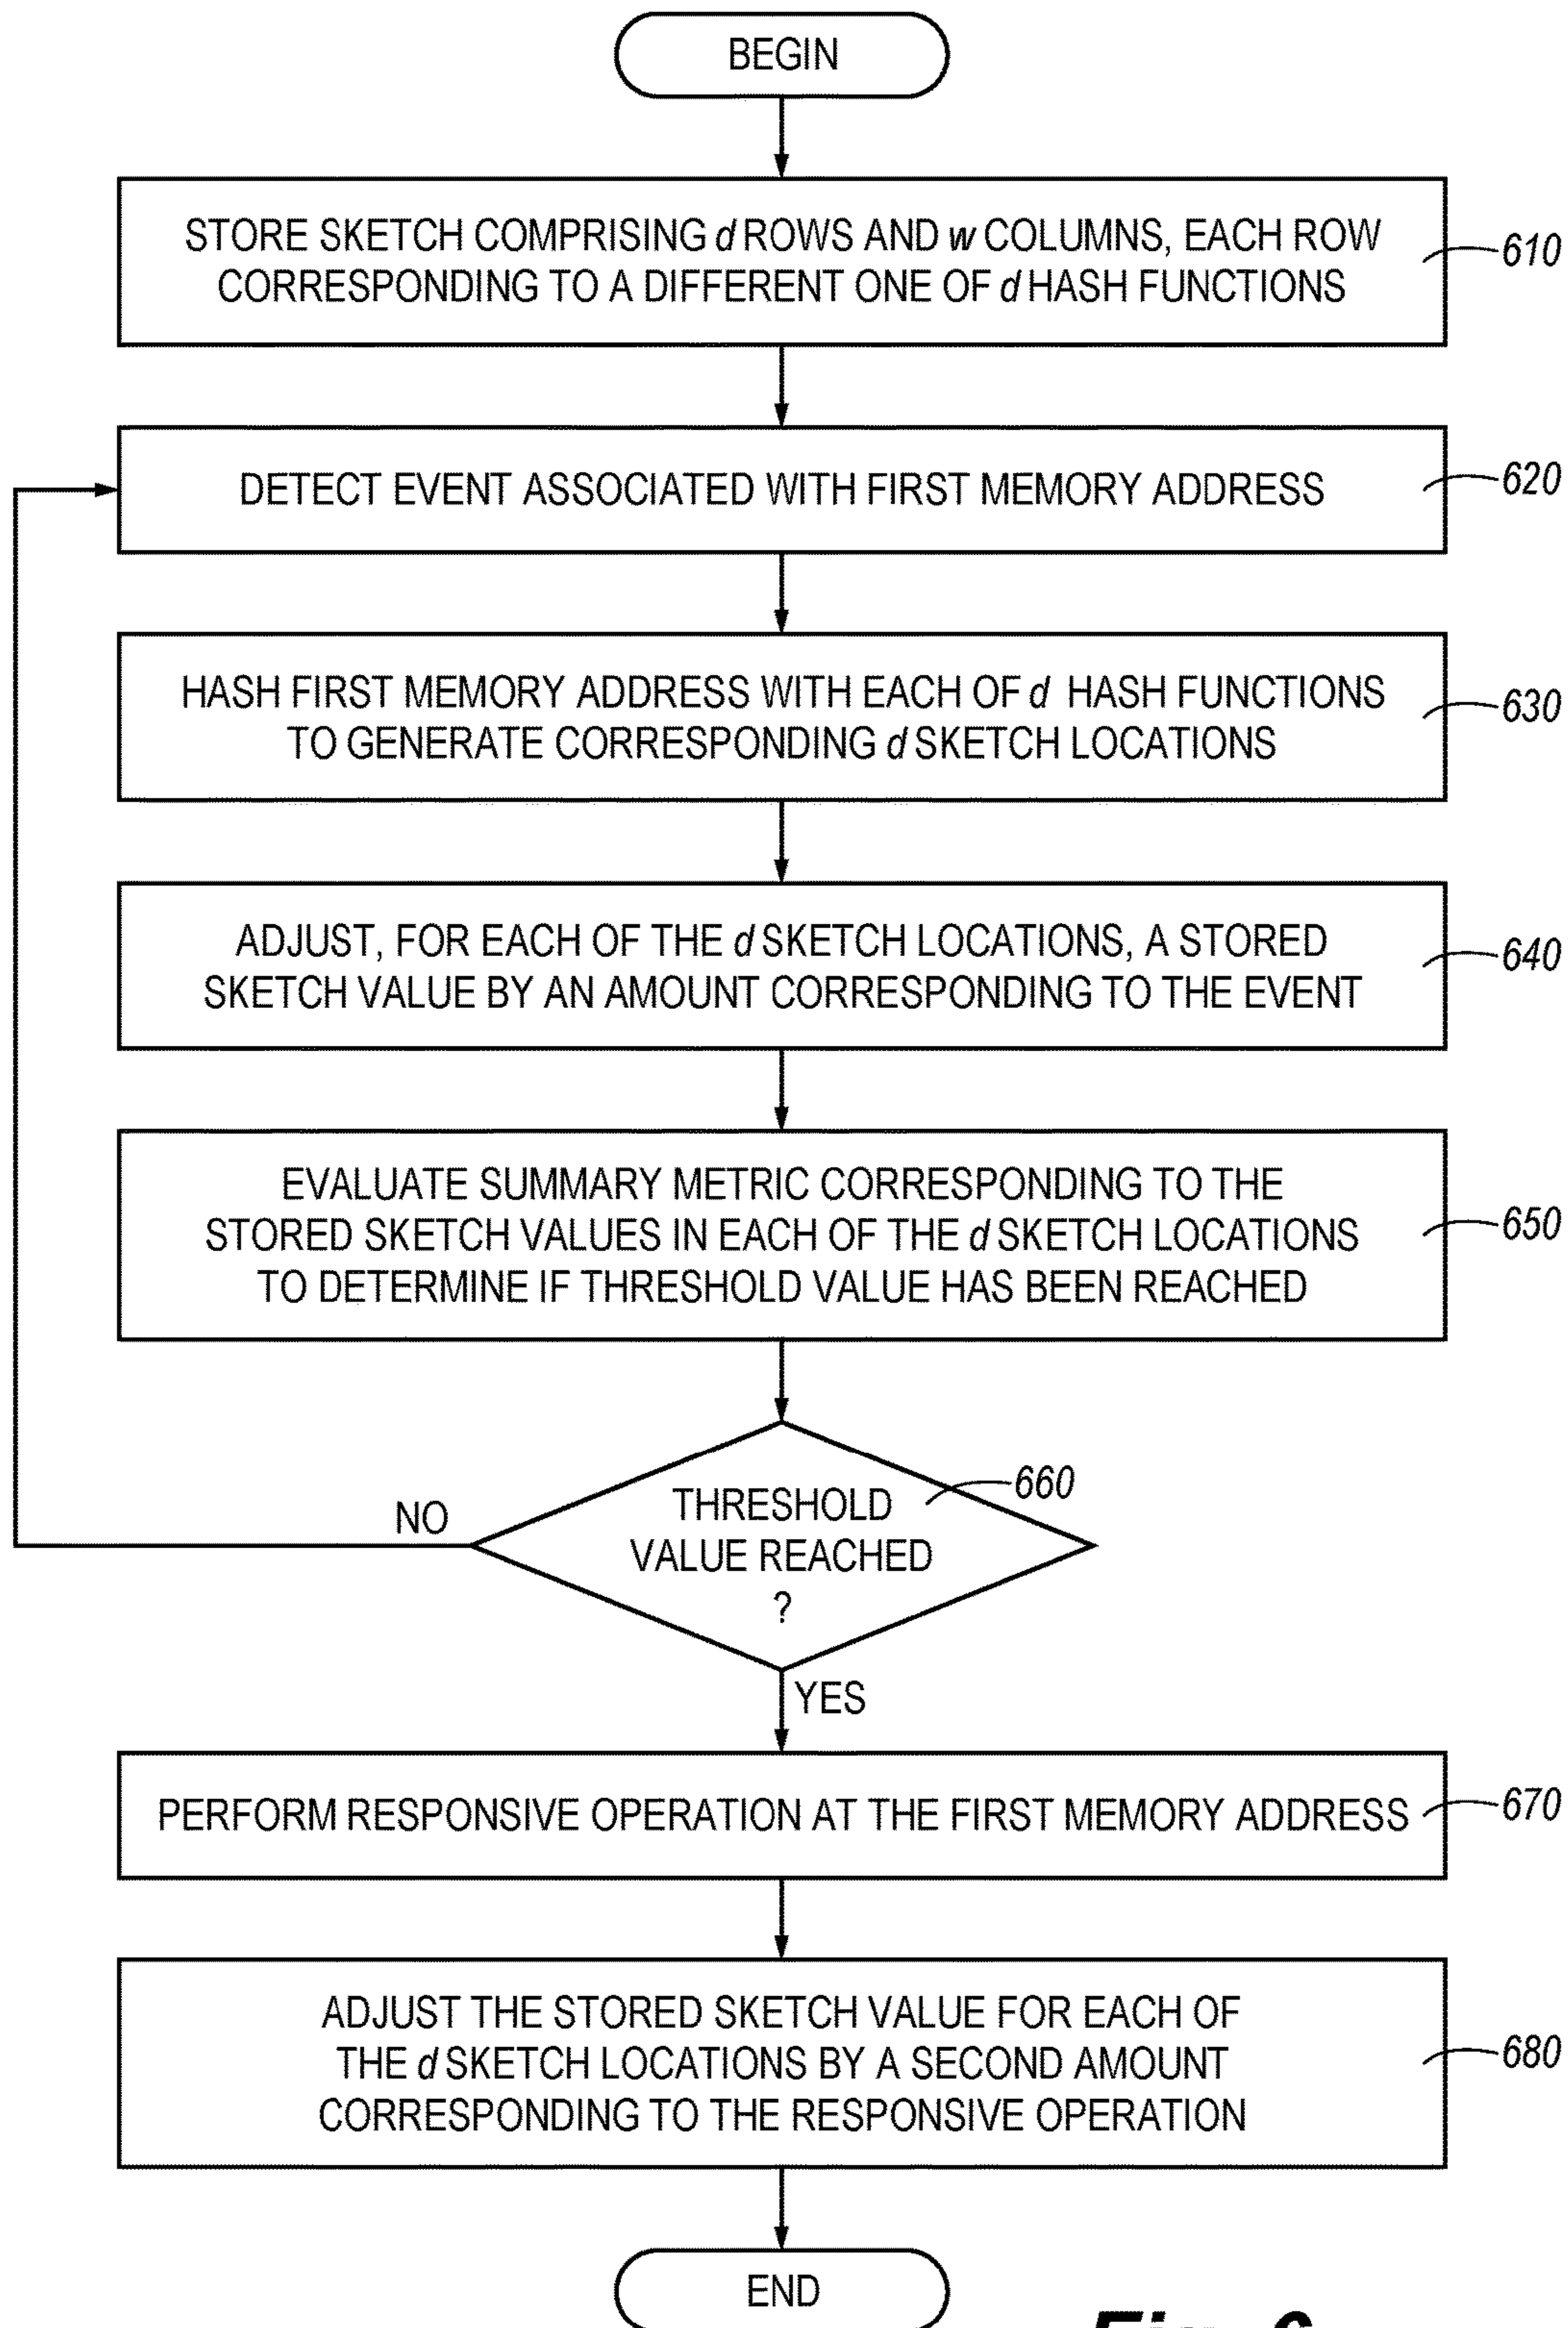 BEGIN
STORE SKETCH COMPRISING d ROWS AND w COLUMNS, EACH ROW
CORRESPONDING TO A DIFFERENT ONE OF d HASH FUNCTIONS
610
DETECT EVENT ASSOCIATED WITH FIRST MEMORY ADDRESS
620
HASH FIRST MEMORY ADDRESS WITH EACH OF d HASH FUNCTIONS
TO GENERATE CORRESPONDING d SKETCH LOCATIONS
630
ADJUST, FOR EACH OF THE d SKETCH LOCATIONS, A STORED
SKETCH VALUE BY AN AMOUNT CORRESPONDING TO THE EVENT
640
EVALUATE SUMMARY METRIC CORRESPONDING TO THE
STORED SKETCH VALUES IN EACH OF THE d SKETCH LOCATIONS
TO DETERMINE IF THRESHOLD VALUE HAS BEEN REACHED
650
660
THRESHOLD
VALUE REACHED
?
NO
YES
PERFORM RESPONSIVE OPERATION AT THE FIRST MEMORY ADDRESS
670
ADJUST THE STORED SKETCH VALUE FOR EACH OF
THE d SKETCH LOCATIONS BY A SECOND AMOUNT
CORRESPONDING TO THE RESPONSIVE OPERATION
680
END